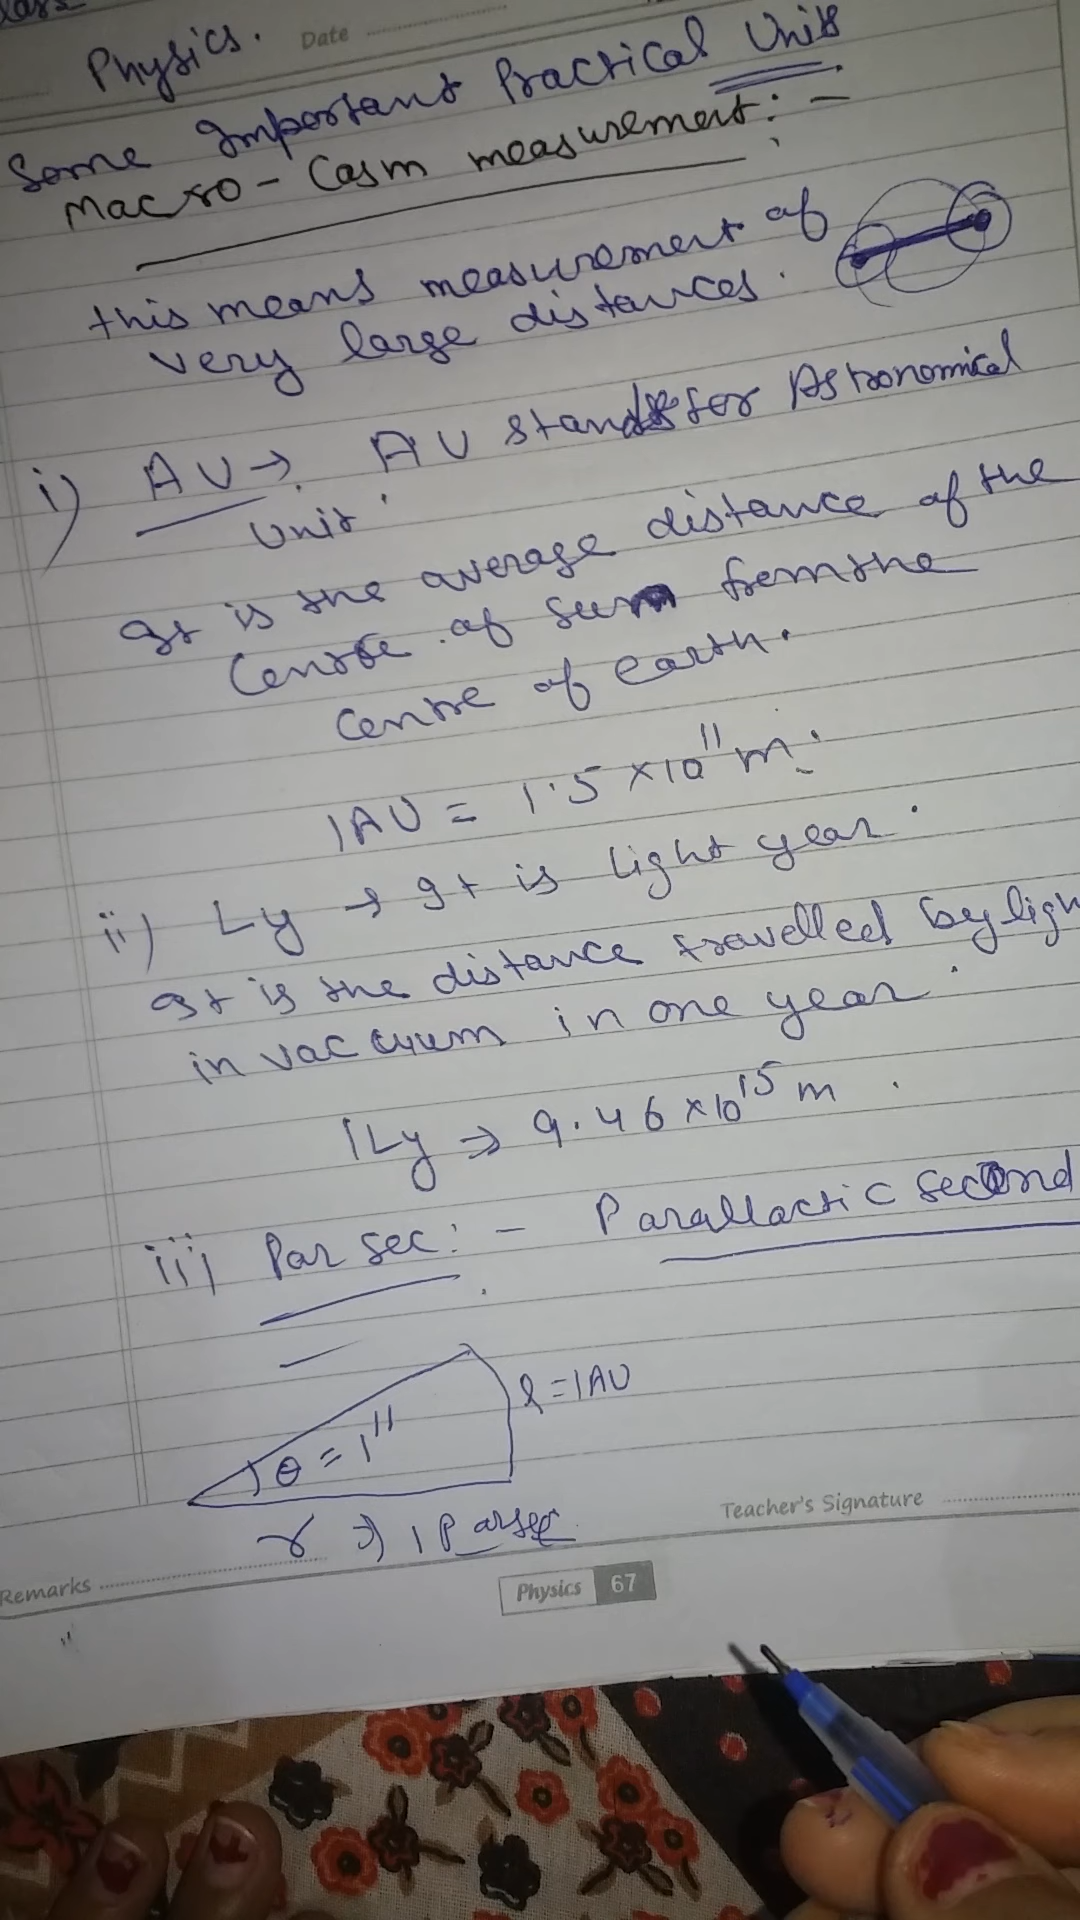 Physics. Date
Some Important Practical Units
Macro-Casm measurement:-
this means measurement of
very large distances.
i) AU → AU stands for Astronomical
Unit.
It is the average distance of the
Centre of sun from the
centre of earth.
1AU = 1.5 × 10¹¹ m.
ii) Ly → It is light year.
It is the distance travelled by ligh
in vaccuum in one year.
1Ly ⇒ 9.46 × 10¹⁵ m.
iii) Par sec:- Parallactic second
l = 1AU
θ = 1"
r ⇒ 1 Parsec
Teacher's Signature
Remarks
Physics 67